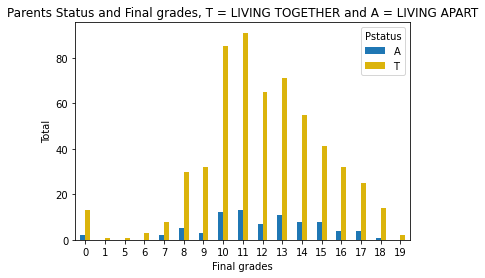 Parents Status and Final grades, T = LIVING TOGETHER and A = LIVING APART
Pstatus
A
T
80
60
40
20
0
Total
0 1 5 6 7 8 9 10 11 12 13 14 15 16 17 18 19
Final grades